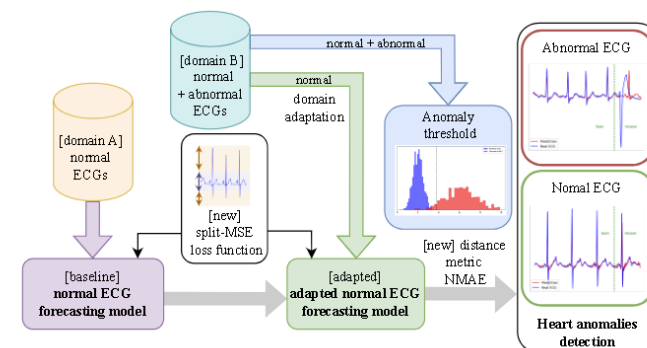 [domain B]
normal
+ abnormal
ECGs
normal + abnormal
normal
domain
adaptation
[domain A]
normal
ECGs
[new]
split-MSE
loss function
Anomaly
threshold
Abnormal ECG
Nomal ECG
[baseline]
normal ECG
forecasting model
[adapted]
adapted normal ECG
forecasting model
[new] distance
metric
NMAE
Heart anomalies
detection